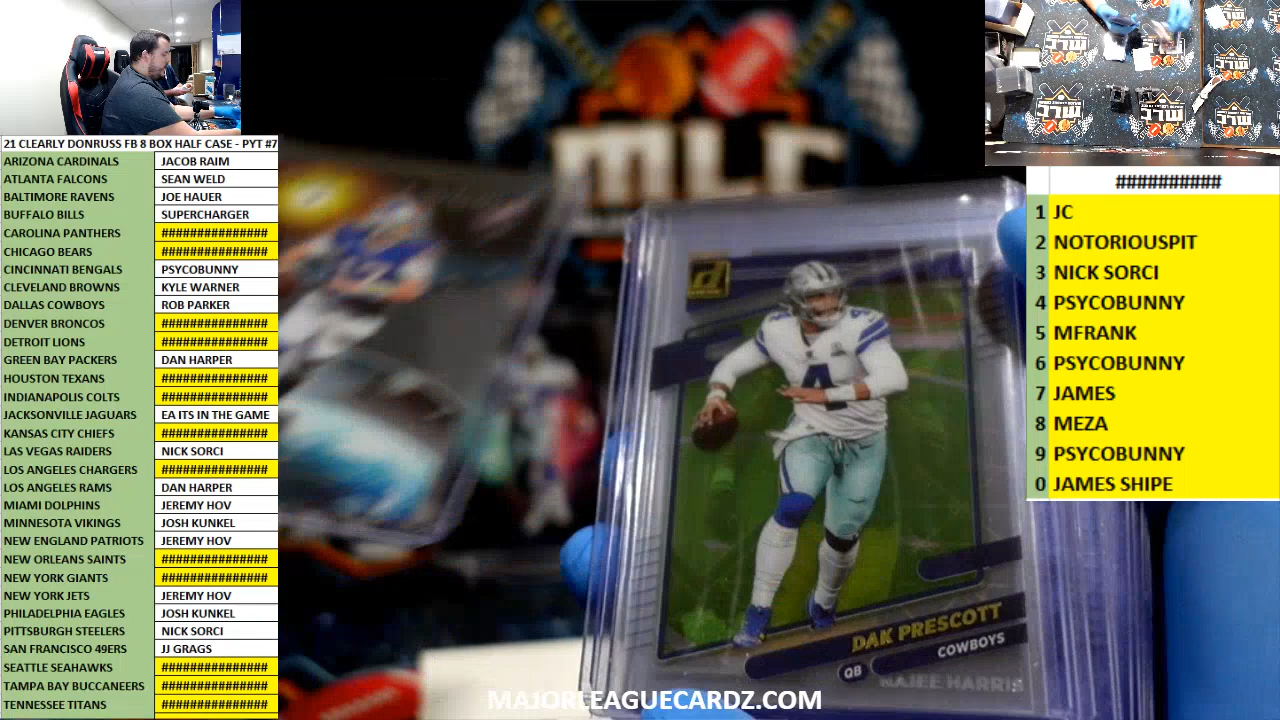 21 CLEARLY DONRUSS FB 8 BOX HALF CASE - PYT #7
ARIZONA CARDINALS JACOB RAIM
ATLANTA FALCONS SEAN WELD
BALTIMORE RAVENS JOE HAUER
BUFFALO BILLS SUPERCHARGER
CAROLINA PANTHERS ###############
CHICAGO BEARS ###############
CINCINNATI BENGALS PSYCOBUNNY
CLEVELAND BROWNS KYLE WARNER
DALLAS COWBOYS ROB PARKER
DENVER BRONCOS ###############
DETROIT LIONS ###############
GREEN BAY PACKERS DAN HARPER
HOUSTON TEXANS ###############
INDIANAPOLIS COLTS ###############
JACKSONVILLE JAGUARS EA ITS IN THE GAME
KANSAS CITY CHIEFS ###############
LAS VEGAS RAIDERS NICK SORCI
LOS ANGELES CHARGERS ###############
LOS ANGELES RAMS DAN HARPER
MIAMI DOLPHINS JEREMY HOV
MINNESOTA VIKINGS JOSH KUNKEL
NEW ENGLAND PATRIOTS JEREMY HOV
NEW ORLEANS SAINTS ###############
NEW YORK GIANTS ###############
NEW YORK JETS JEREMY HOV
PHILADELPHIA EAGLES JOSH KUNKEL
PITTSBURGH STEELERS NICK SORCI
SAN FRANCISCO 49ERS JJ GRAGS
SEATTLE SEAHAWKS ###############
TAMPA BAY BUCCANEERS ###############
TENNESSEE TITANS ###############
MLC
4
DAK PRESCOTT
COWBOYS
QB
NAJEE HARRIS
MAJORLEAGUECARDZ.COM
##########
1 JC
2 NOTORIOUSPIT
3 NICK SORCI
4 PSYCOBUNNY
5 MFRANK
6 PSYCOBUNNY
7 JAMES
8 MEZA
9 PSYCOBUNNY
0 JAMES SHIPE